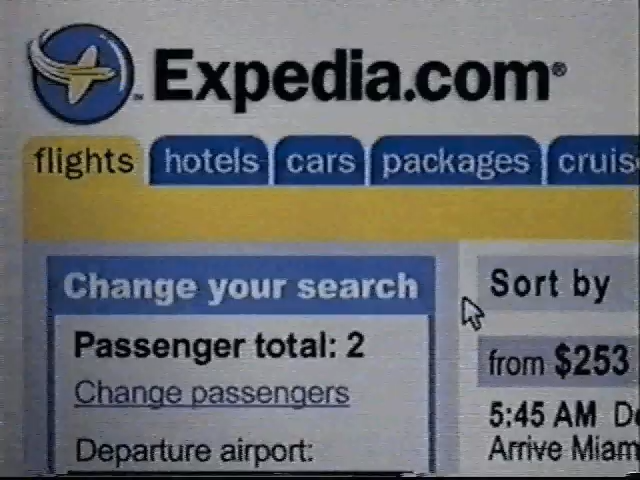 Expedia.com®
flights hotels cars packages
Change your search
Passenger total: 2
Change passengers
Departure airport:
Sort by
from $253
5:45 AM
Arrive